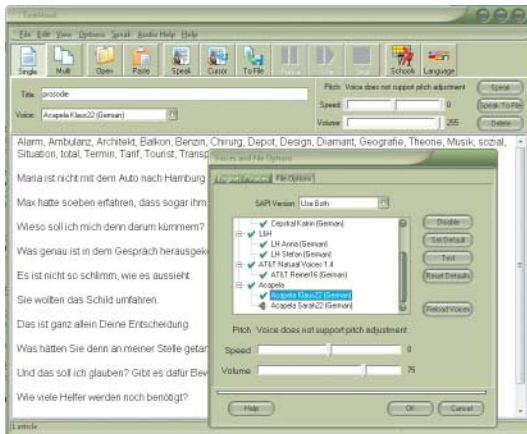 TextAloud
File Edit View Options Speak Audio Help Help
Single Multi Open Paste Speak Cursor To File Pause Stop Schools Language
Title: prosodie
Pitch: Voice does not support pitch adjustment
Speak
Speed: 0
Speak To File
Voice: Acapela Klaus22 (German)
Volume: 255
Delete
Alarm, Ambulanz, Architekt, Balkon, Benzin, Chirurg, Depot, Design, Diamant, Geografie, Theorie, Musik, sozial,
Situation, total, Termin, Tarif, Tourist, Transp
Maria ist nicht mit dem Auto nach Hamburg
Max hatte soeben erfahren, dass sogar ihm
Wieso soll ich mich denn darum kümmern?
Was genau ist in dem Gespräch herausgek
Es ist nicht so schlimm, wie es aussieht
Sie wollten das Schild umfahren.
Das ist ganz allein Deine Entscheidung.
Was hätten Sie denn an meiner Stelle getan
Und das soll ich glauben? Gibt es dafür Bew
Wie viele Helfer werden noch benötigt?
1 article
Voices and File Options
File Options
SAPI Version Use Both
Cepstral Katrin (German)
L&H
LH Anna (German)
LH Stefan (German)
AT&T Natural Voices 1.4
AT&T Reiner16 (German)
Acapela
Acapela Klaus22 (German)
Acapela Sarah22 (German)
Disable
Set Default
Test
Reset Defaults
Reload Voices
Pitch Voice does not support pitch adjustment
Speed 0
Volume 75
Help OK Cancel